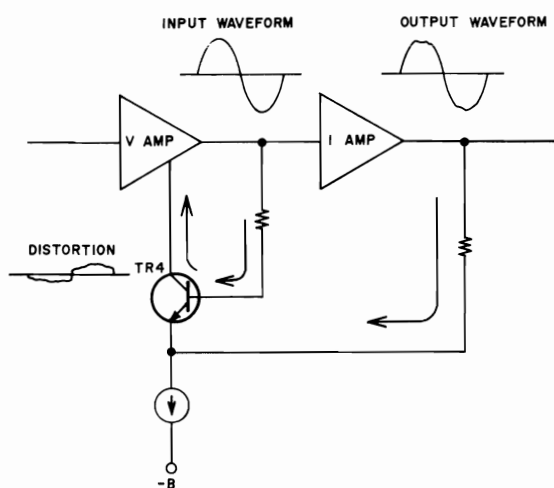 INPUT WAVEFORM
OUTPUT WAVEFORM
V AMP
I AMP
DISTORTION
TR4
-B